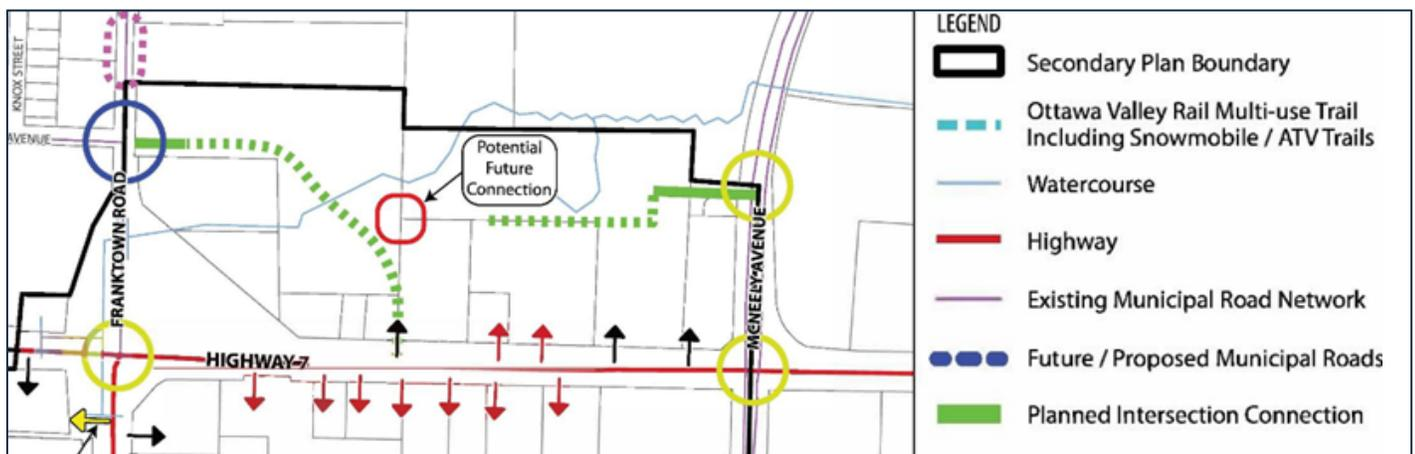 KNOX STREET
AVENUE
FRANKTOWN ROAD
Potential
Future
Connection
MCNEELY AVENUE
HIGHWAY 7
LEGEND
Secondary Plan Boundary
Ottawa Valley Rail Multi-use Trail
Including Snowmobile / ATV Trails
Watercourse
Highway
Existing Municipal Road Network
Future / Proposed Municipal Roads
Planned Intersection Connection